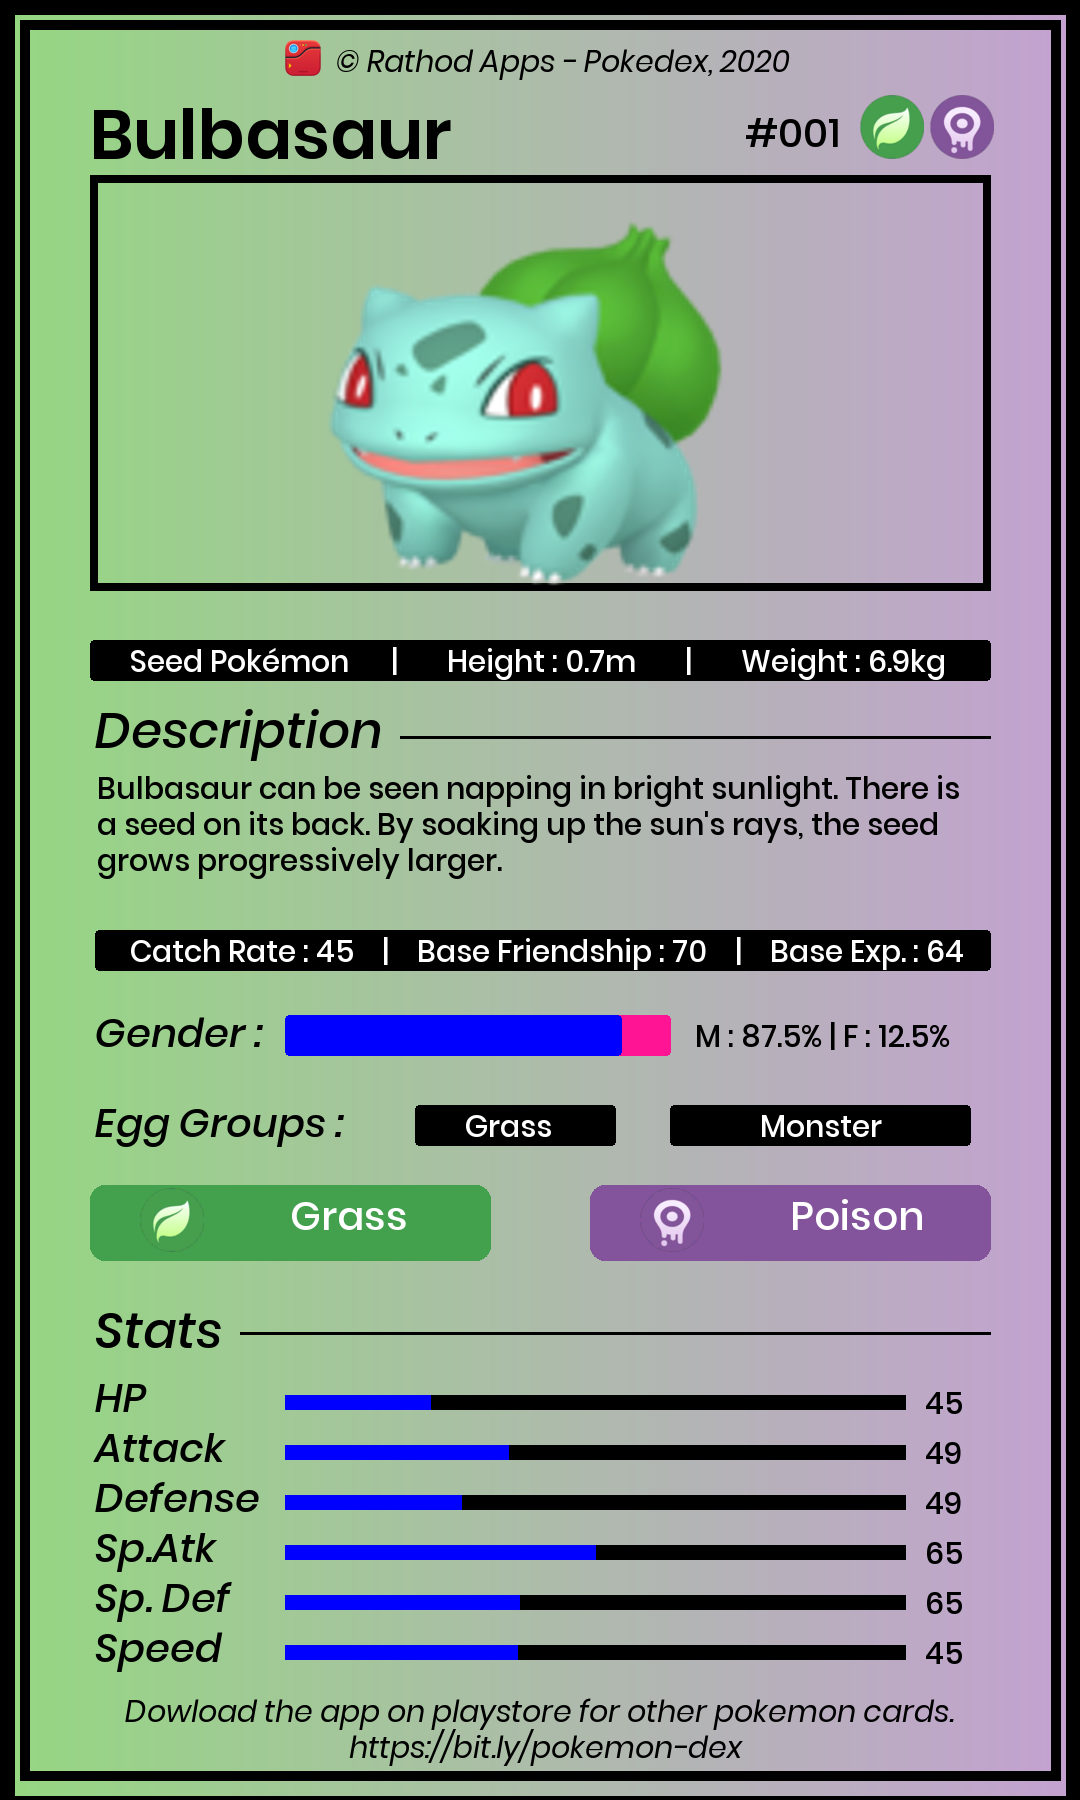 © Rathod Apps - Pokedex, 2020
Bulbasaur #001
Seed Pokémon | Height : 0.7m | Weight : 6.9kg
Description
Bulbasaur can be seen napping in bright sunlight. There is
a seed on its back. By soaking up the sun's rays, the seed
grows progressively larger.
Catch Rate : 45 | Base Friendship : 70 | Base Exp. : 64
Gender : M : 87.5% | F : 12.5%
Egg Groups : Grass Monster
Grass Poison
Stats
HP 45
Attack 49
Defense 49
Sp.Atk 65
Sp. Def 65
Speed 45
Dowload the app on playstore for other pokemon cards.
https://bit.ly/pokemon-dex